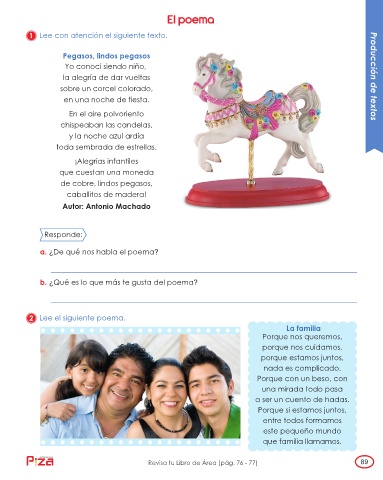 El poema
1 Lee con atención el siguiente texto.
Pegasos, lindos pegasos
Yo conocí siendo niño,
la alegría de dar vueltas
sobre un corcel colorado,
en una noche de fiesta.
En el aire polvoriento
chispeaban las candelas,
y la noche azul ardía
toda sembrada de estrellas.
¡Alegrías infantiles
que cuestan una moneda
de cobre, lindos pegasos,
caballitos de madera!
Autor: Antonio Machado
Producción de textos
Responde:
a. ¿De qué nos habla el poema?
b. ¿Qué es lo que más te gusta del poema?
2 Lee el siguiente poema.
La familia
Porque nos queremos,
porque nos cuidamos,
porque estamos juntos,
nada es complicado.
Porque con un beso, con
una mirada todo pasa
a ser un cuento de hadas.
Porque si estamos juntos,
entre todos formamos
este pequeño mundo
que familia llamamos.
Revisa tu Libro de Área (pág. 76 - 77)
89